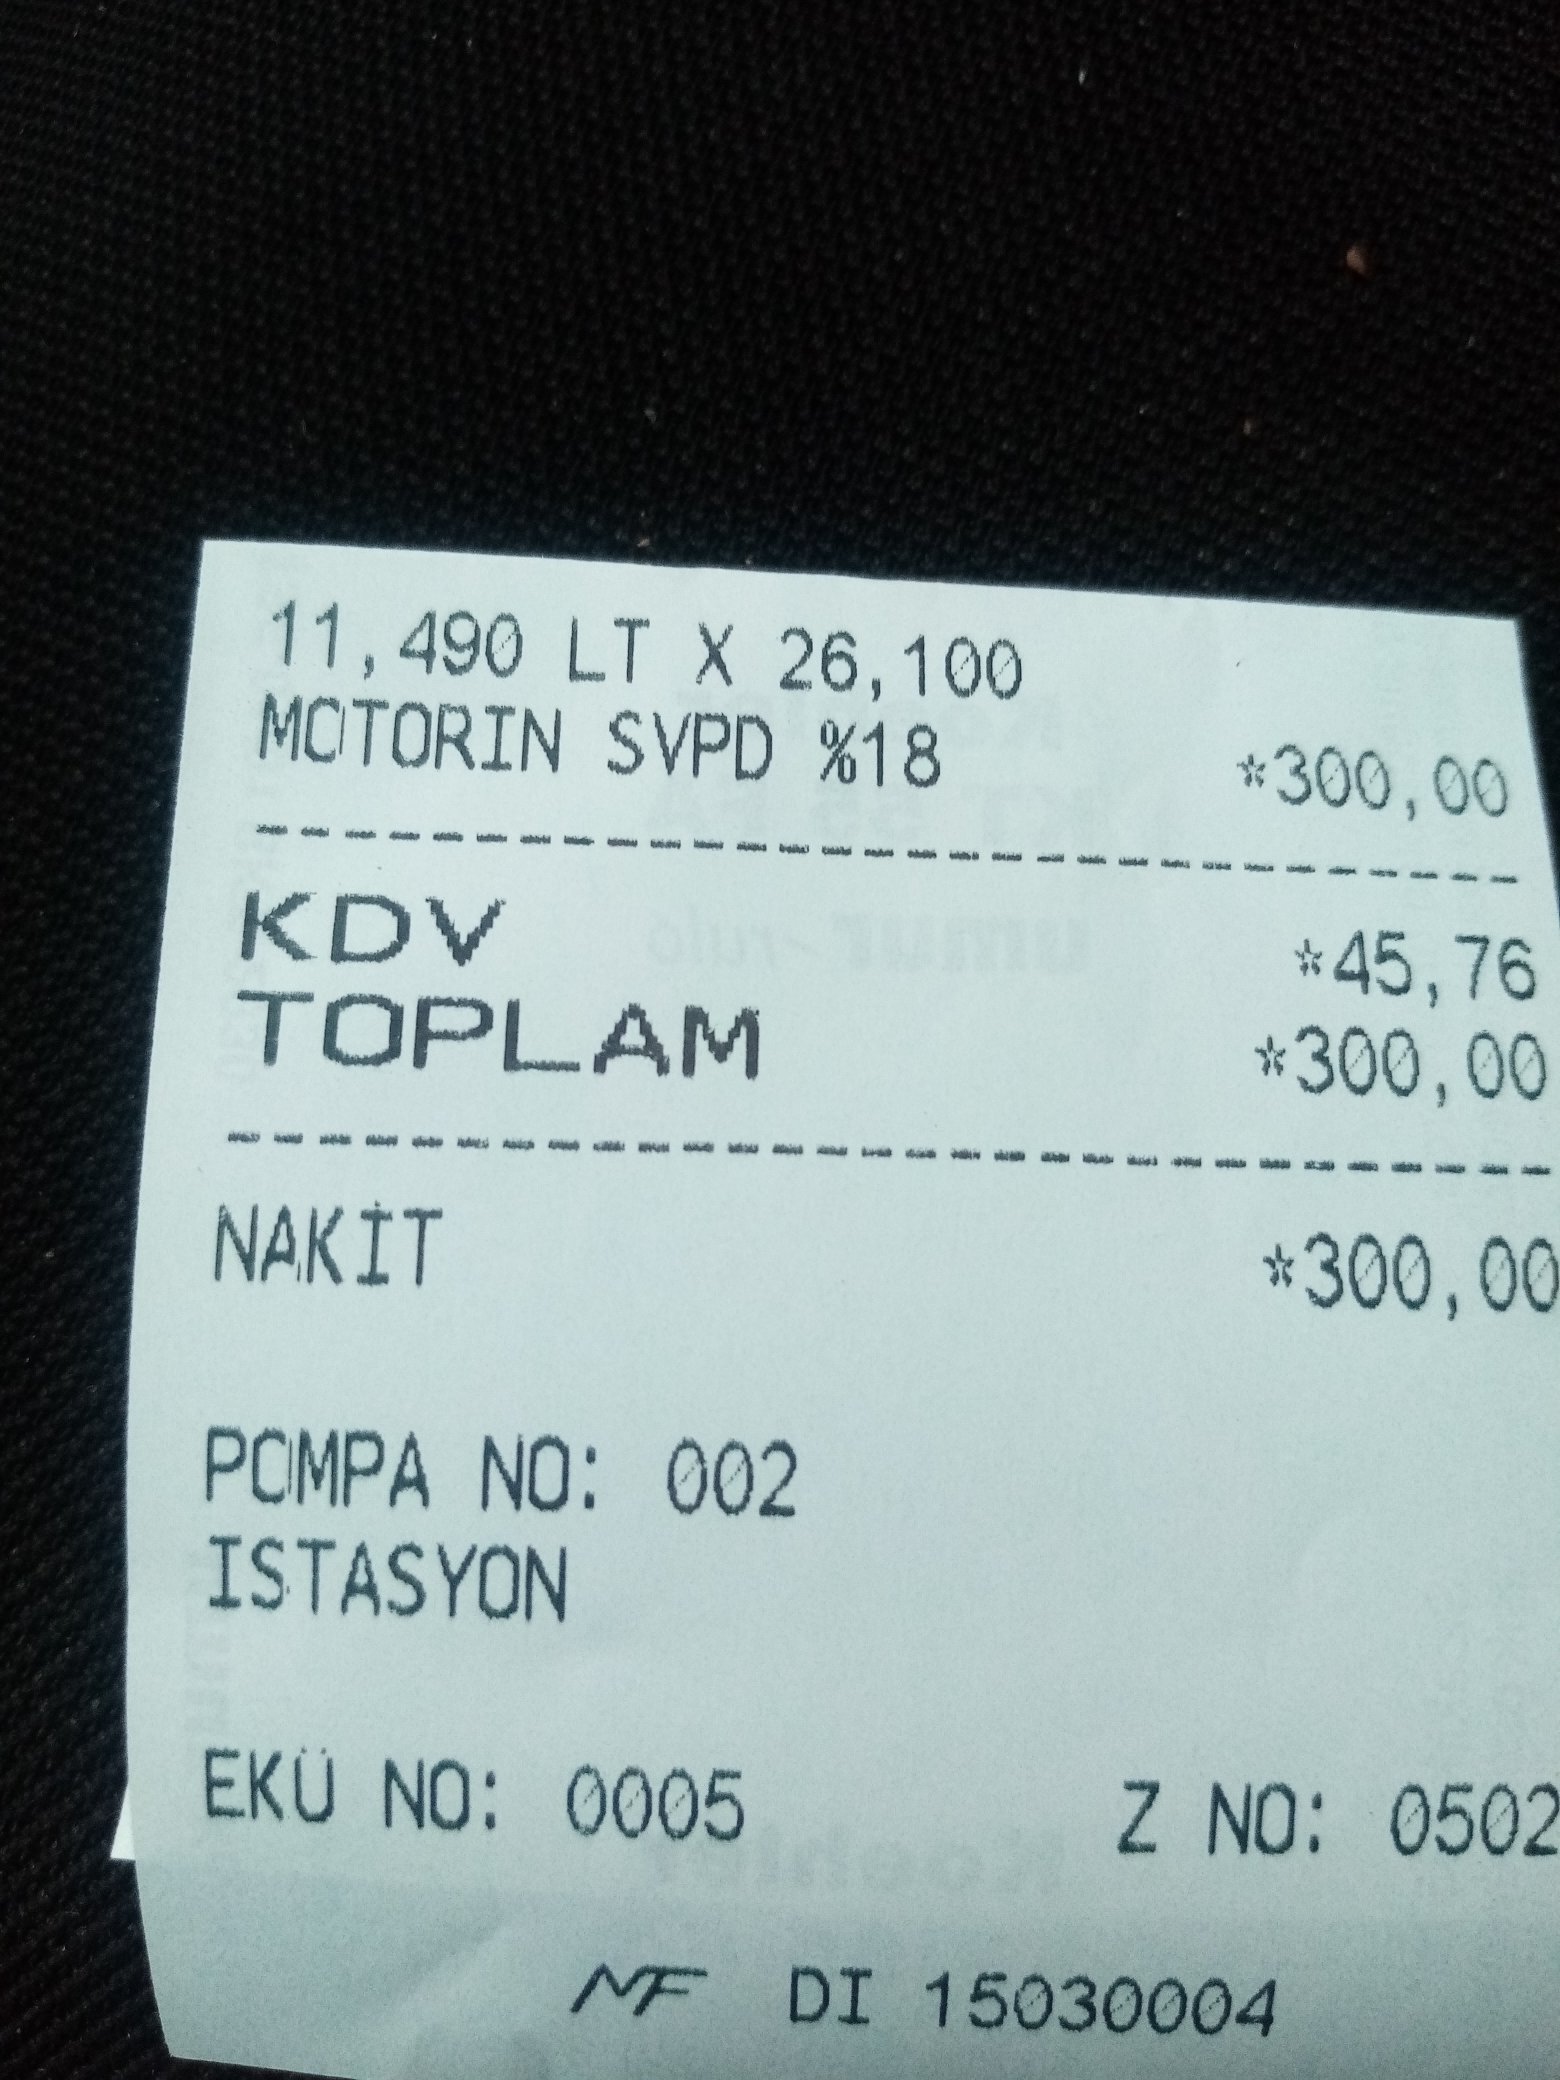 11,490 LT X 26,100
MOTORIN SVPD %18 *300,00
KDV *45,76
TOPLAM *300,00
NAKİT *300,00
POMPA NO: 002
ISTASYON
EKÜ NO: 0005 Z NO: 0502
MF DI 15030004